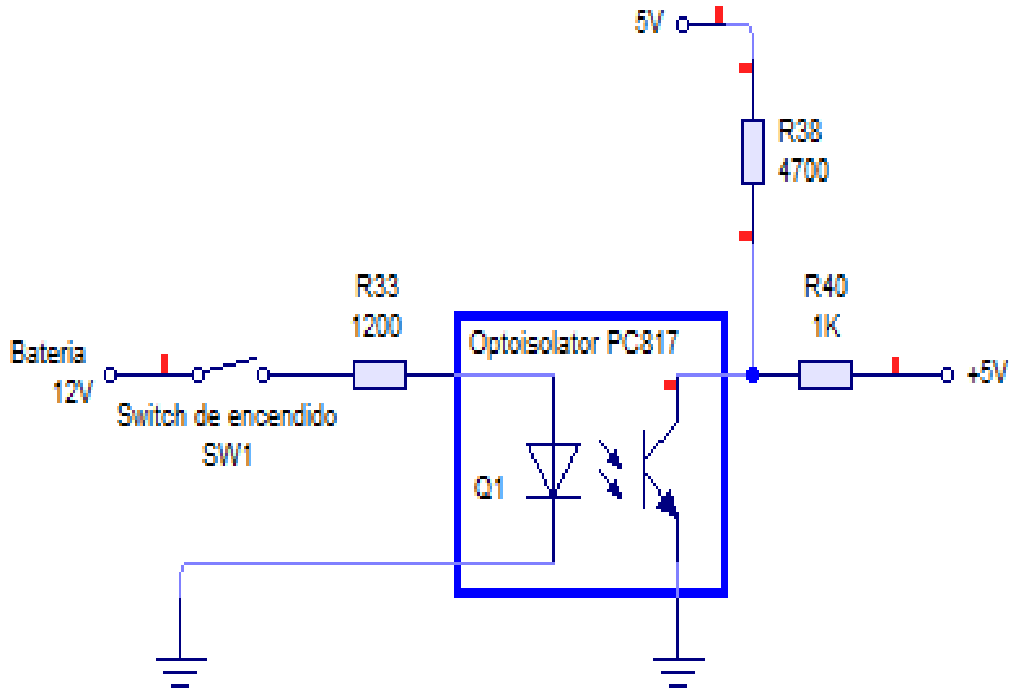 5V
R38
4700
R33
1200
R40
1K
Optoisolator PC817
Bateria
12V
+5V
Switch de encendido
SW1
Q1